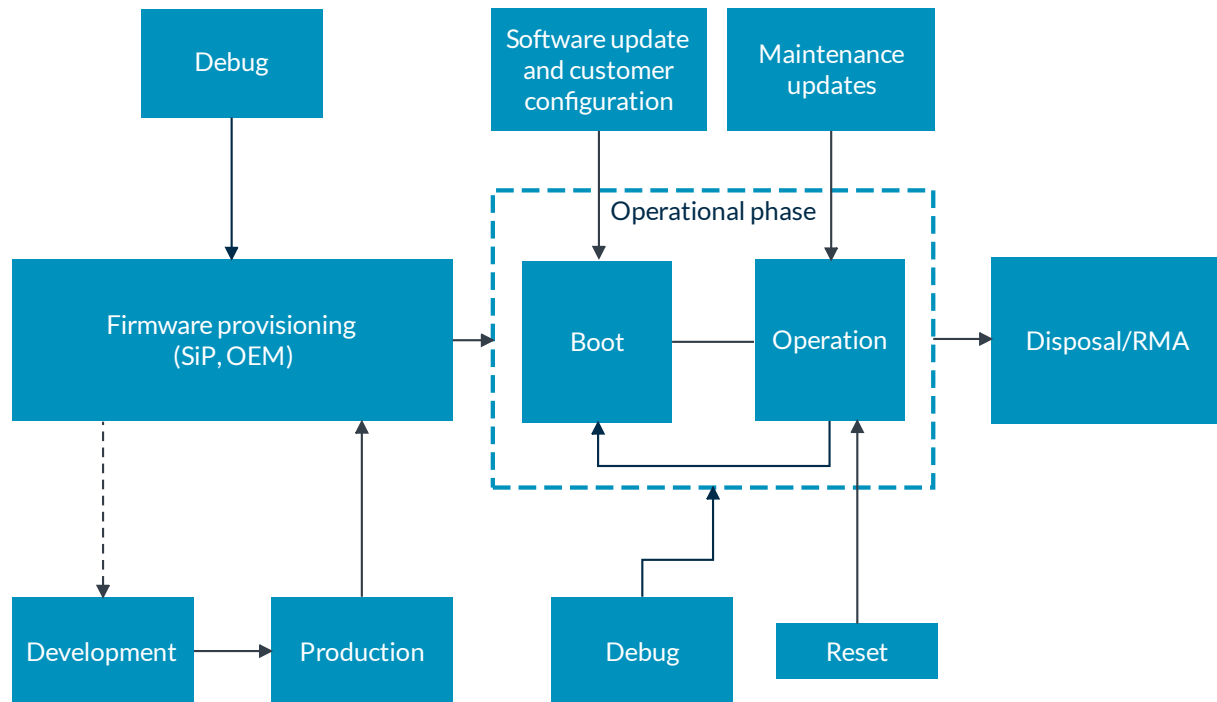 Debug
Software update
and customer
configuration
Maintenance
updates
Operational phase
Firmware provisioning
(SiP, OEM)
Boot
Operation
Disposal/RMA
Development
Production
Debug
Reset